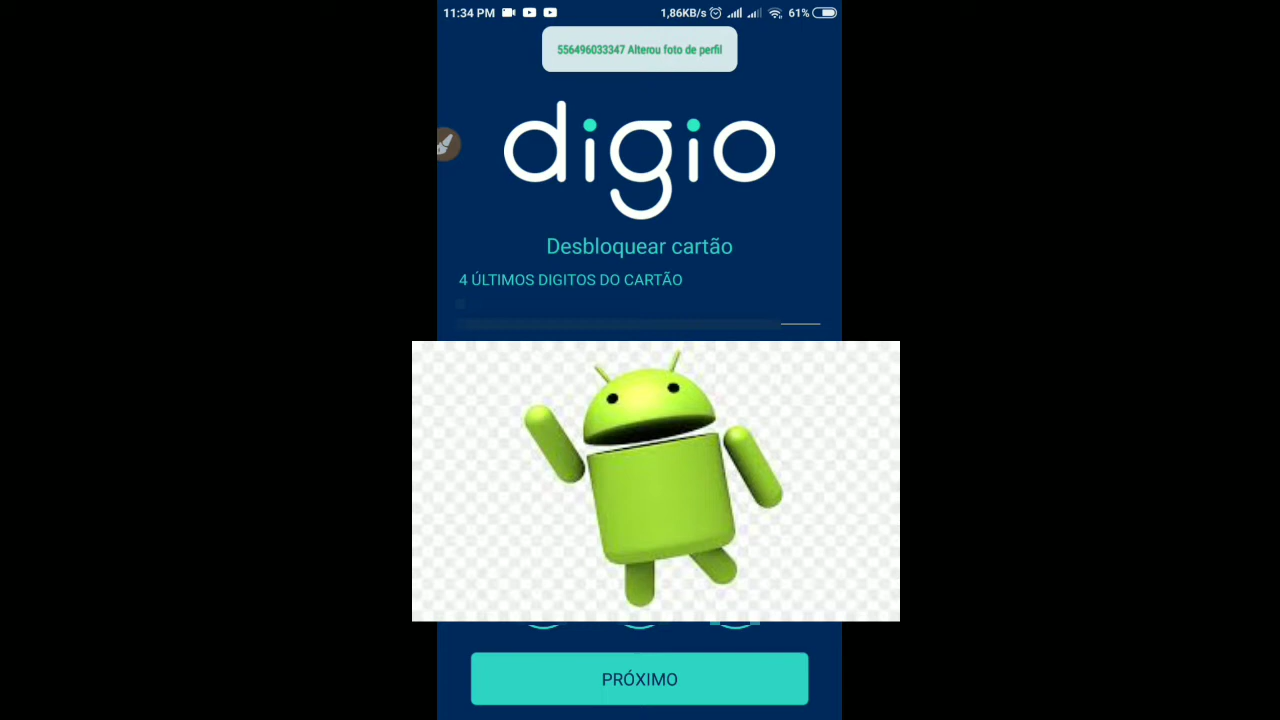 11:34 PM 1,86KB/s 61%
556496033347 Alterou foto de perfil
digio
Desbloquear cartão
4 ÚLTIMOS DIGITOS DO CARTÃO
PRÓXIMO